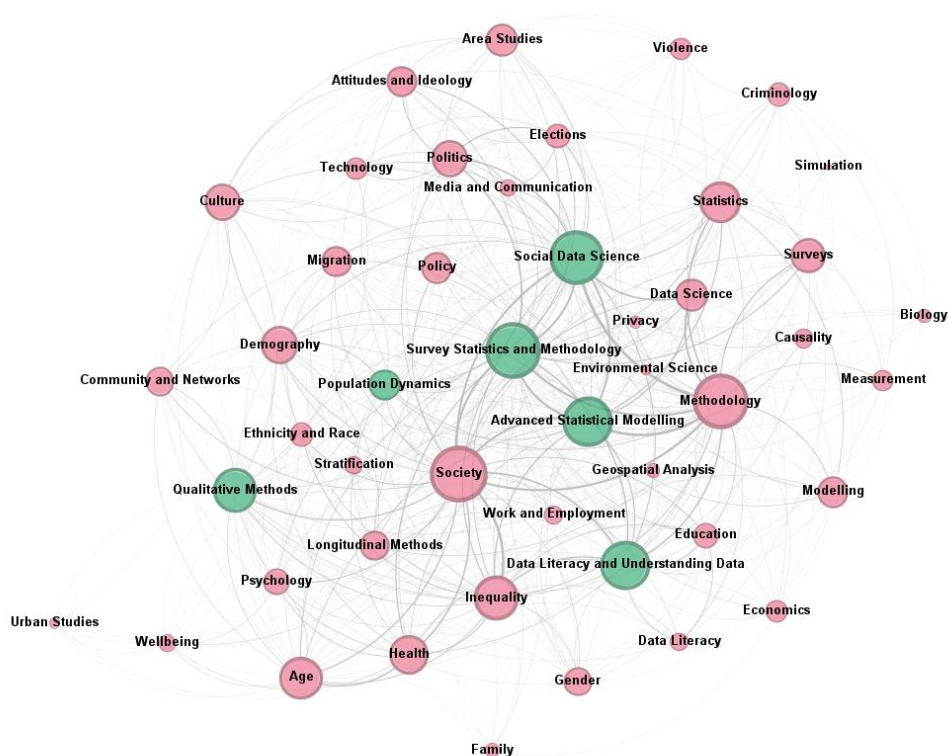 Area Studies
Violence
Attitudes and Ideology
Criminology
Elections
Politics
Technology
Simulation
Media and Communication
Culture
Statistics
Social Data Science
Surveys
Migration
Policy
Data Science
Biology
Privacy
Causality
Demography
Survey Statistics and Methodology
Environmental Science
Community and Networks
Population Dynamics
Measurement
Methodology
Advanced Statistical Modelling
Ethnicity and Race
Stratification
Society
Geospatial Analysis
Qualitative Methods
Modelling
Work and Employment
Education
Longitudinal Methods
Data Literacy and Understanding Data
Psychology
Inequality
Economics
Urban Studies
Wellbeing
Data Literacy
Health
Age
Gender
Family